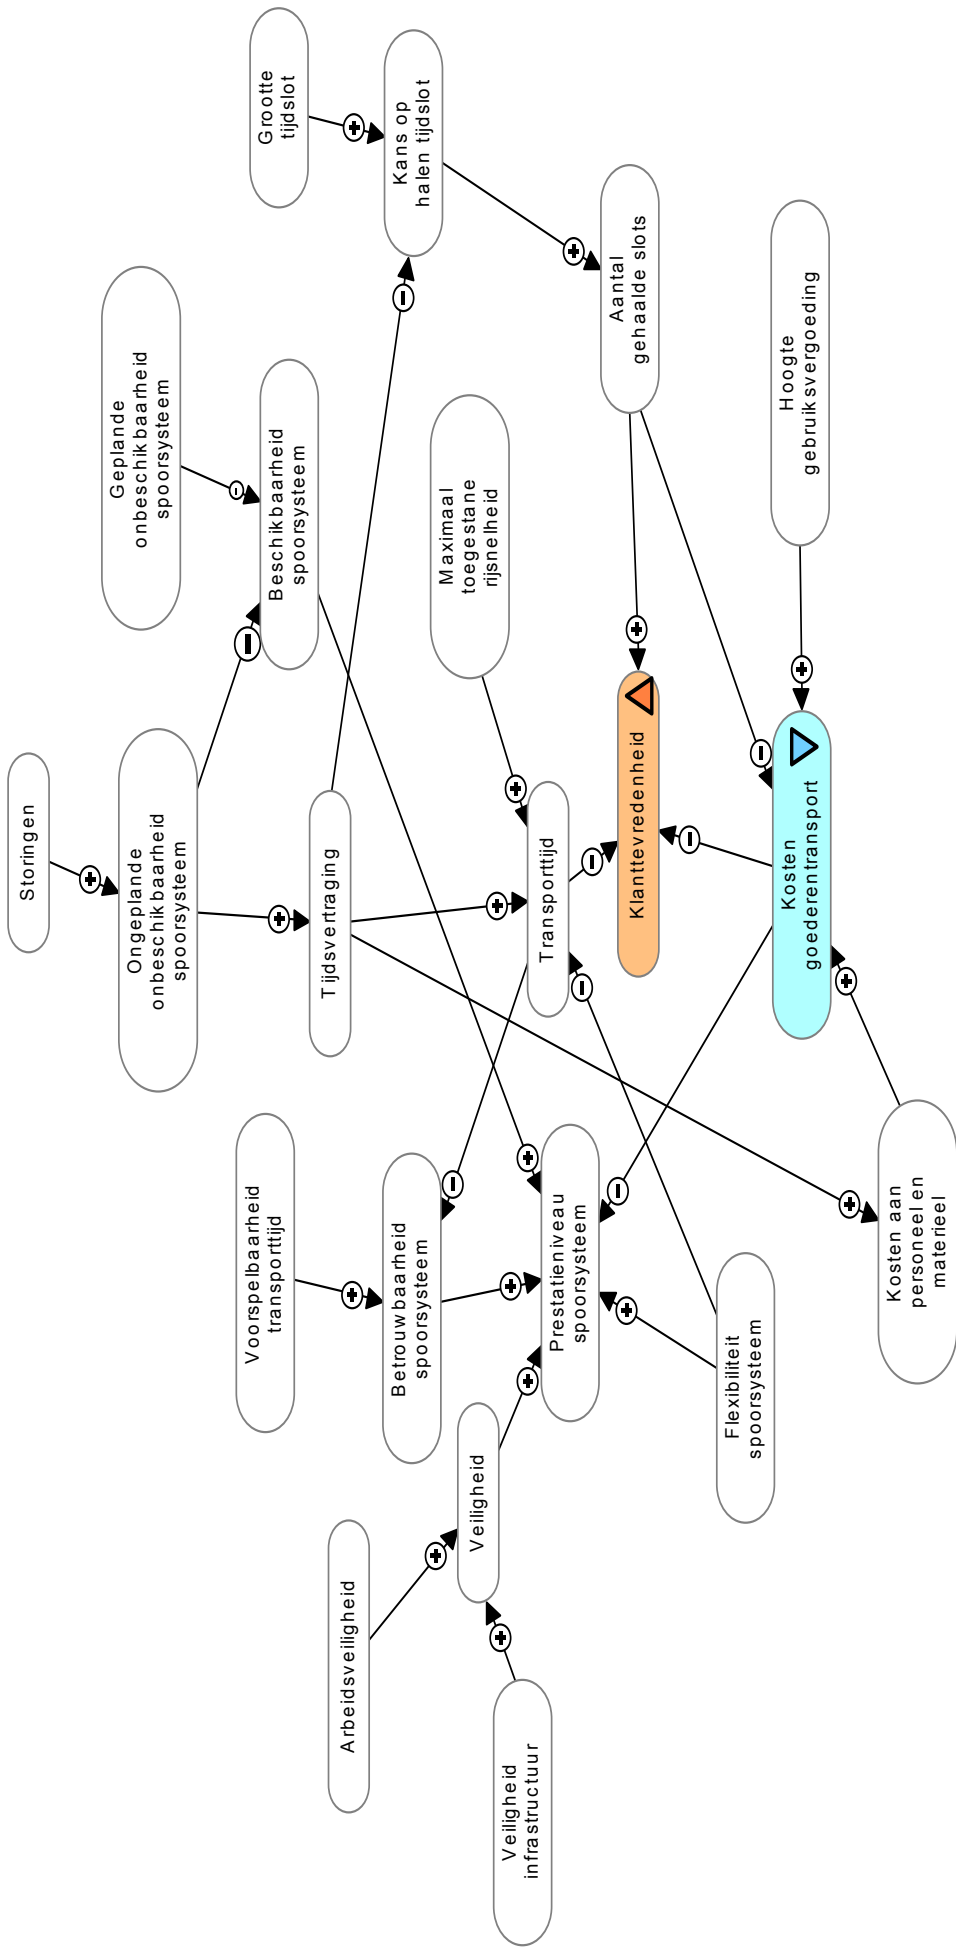 Storingen
Geplande
onbeschikbaarheid
spoorsysteem
Ongeplande
onbeschikbaarheid
spoorsysteem
Grootte
tijdslot
Beschikbaarheid
spoorsysteem
Voorspelbaarheid
transporttijd
Tijdsvertraging
Arbeidsveiligheid
Kans op
halen tijdslot
Betrouwbaarheid
spoorsysteem
Maximaal
toegestane
rijsnelheid
Veiligheid
Veiligheid
infrastructuur
Transporttijd
Prestatieniveau
spoorsysteem
Aantal
gehaalde slots
Klanttevredenheid
Flexibiliteit
spoorsysteem
Hoogte
gebruiksvergoeding
Kosten
goederentransport
Kosten aan
personeel en
materieel